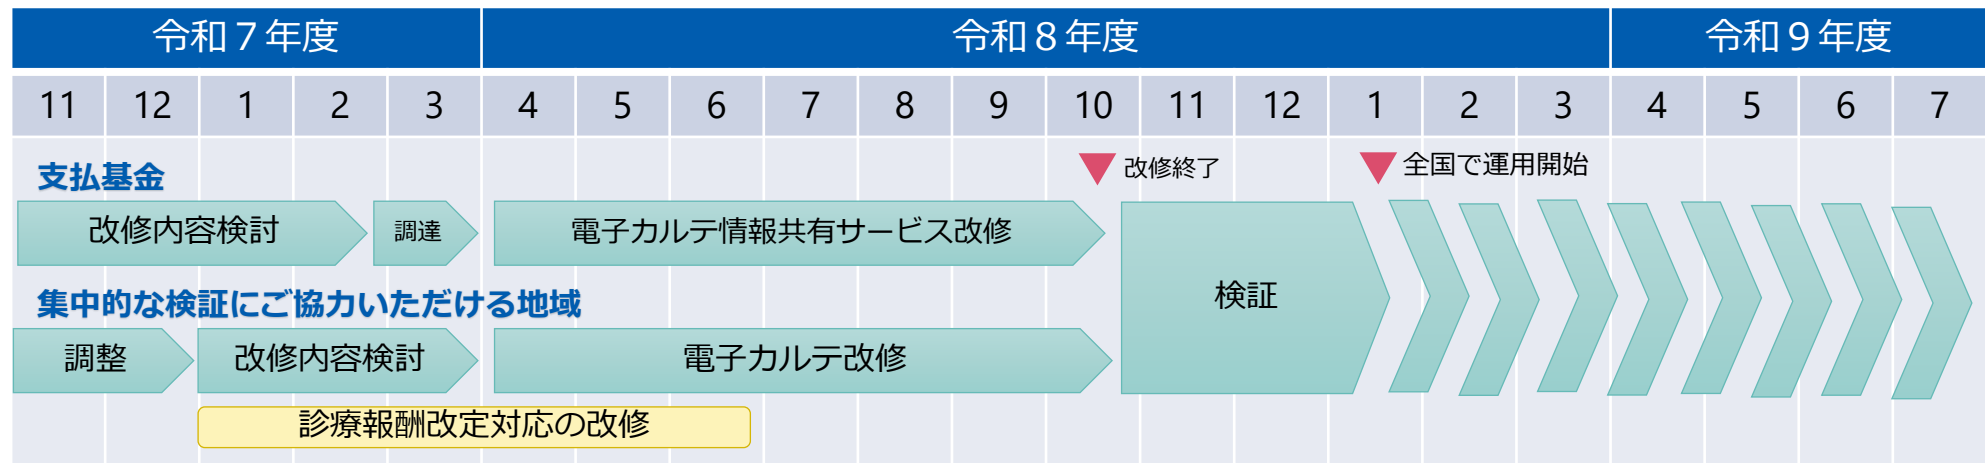 令和７年度 令和８年度 令和９年度
11 12 1 2 3 4 5 6 7 8 9 10 11 12 1 2 3 4 5 6 7
支払基金
改修終了
全国で運用開始
改修内容検討
調達
電子カルテ情報共有サービス改修
検証
集中的な検証にご協力いただける地域
調整
改修内容検討
電子カルテ改修
診療報酬改定対応の改修